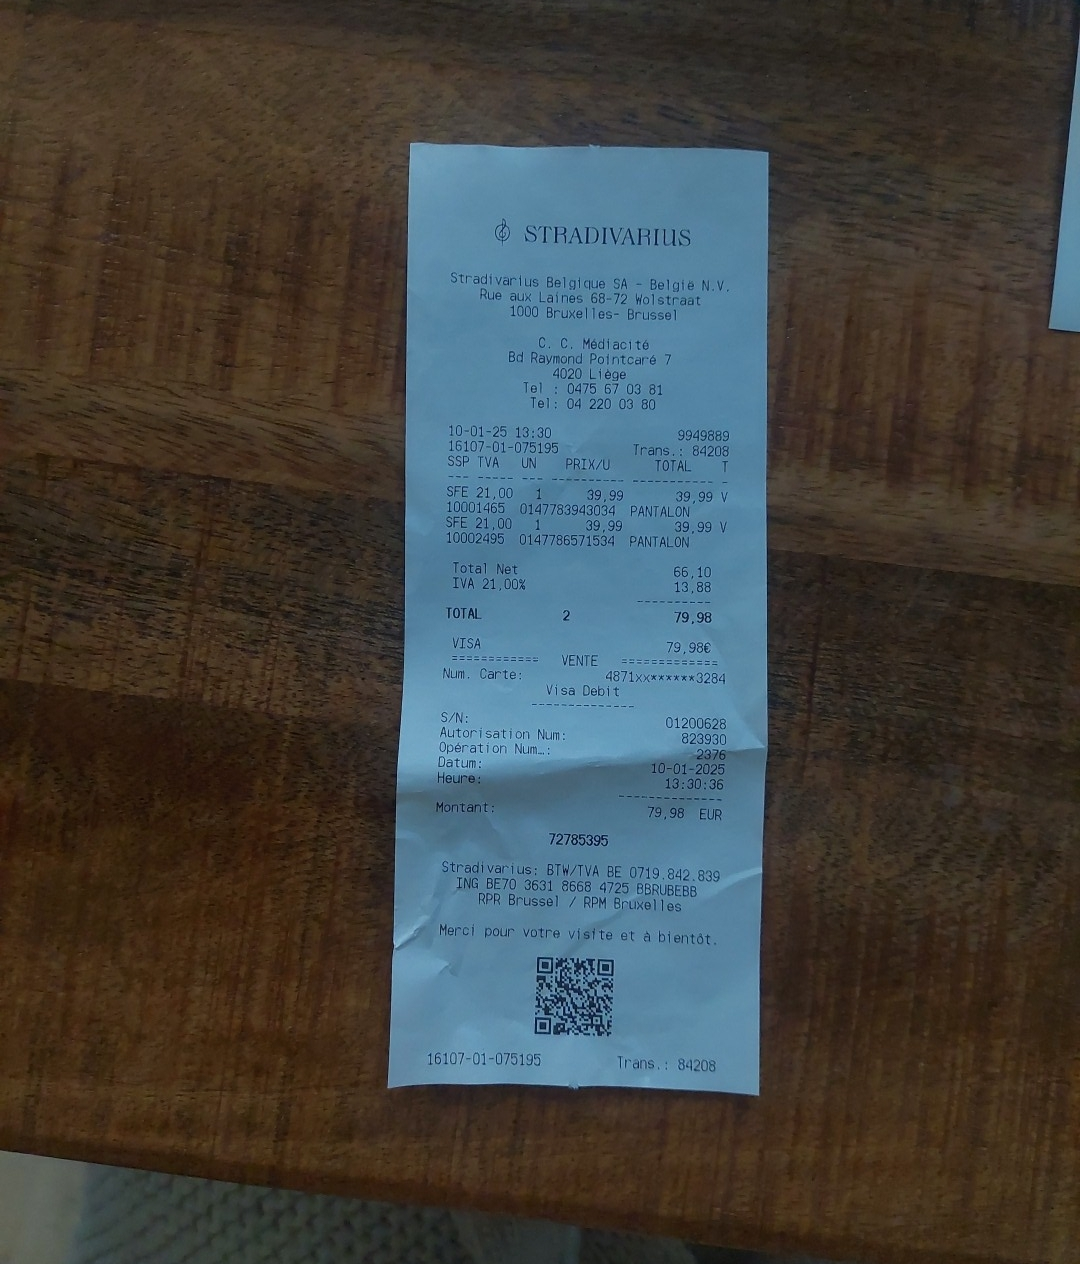 STRADIVARIUS
Stradivarius Belgique SA - België N.V.
Rue aux Laines 68-72 Wolstraat
1000 Bruxelles- Brussel
C. C. Médiacité
Bd Raymond Pointcaré 7
4020 Liège
Tel : 0475 67 03 81
Tel: 04 220 03 80
10-01-25 13:30 9949889
16107-01-075195 Trans.: 84208
SSP TVA UN PRIX/U TOTAL T
--- ----- --- ---------- ----------- -
SFE 21,00 1 39,99 39,99 V
10001465 0147783943034 PANTALON
SFE 21,00 1 39,99 39,99 V
10002495 0147786571534 PANTALON
Total Net 66,10
IVA 21,00% 13,88
----------
TOTAL 2 79,98
VISA 79,98€
============ VENTE =============
Num. Carte: 4871xx******3284
Visa Debit
--------------
S/N: 01200628
Autorisation Num: 823930
Opération Num…: 2376
Datum: 10-01-2025
Heure: 13:30:36
--------------
Montant: 79,98 EUR
72785395
Stradivarius: BTW/TVA BE 0719.842.839
ING BE70 3631 8668 4725 BBRUBEBB
RPR Brussel / RPM Bruxelles
Merci pour votre visite et à bientôt.
16107-01-075195 Trans.: 84208